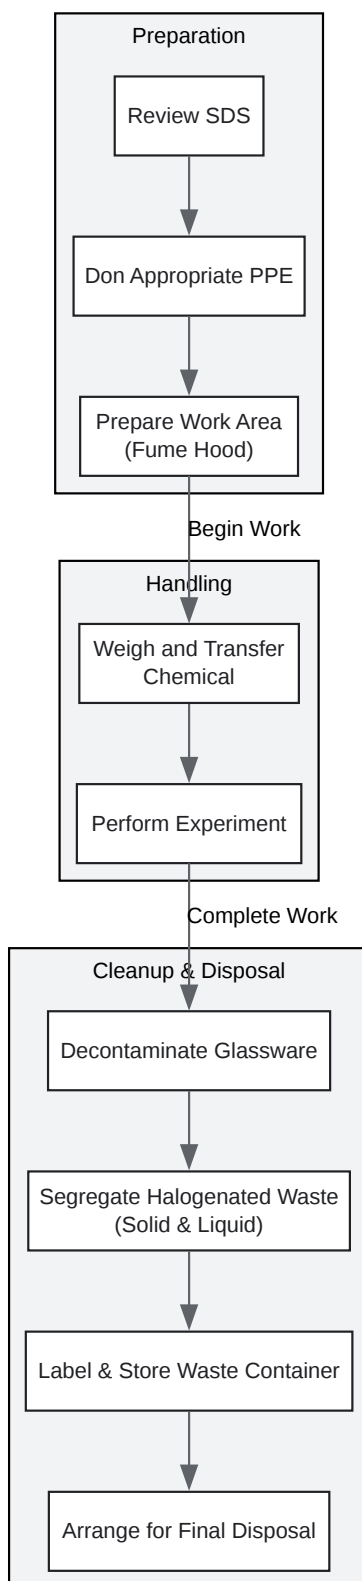 Preparation
Review SDS
Don Appropriate PPE
Prepare Work Area
(Fume Hood)
Begin Work
Handling
Weigh and Transfer
Chemical
Perform Experiment
Complete Work
Cleanup & Disposal
Decontaminate Glassware
Segregate Halogenated Waste
(Solid & Liquid)
Label & Store Waste Container
Arrange for Final Disposal